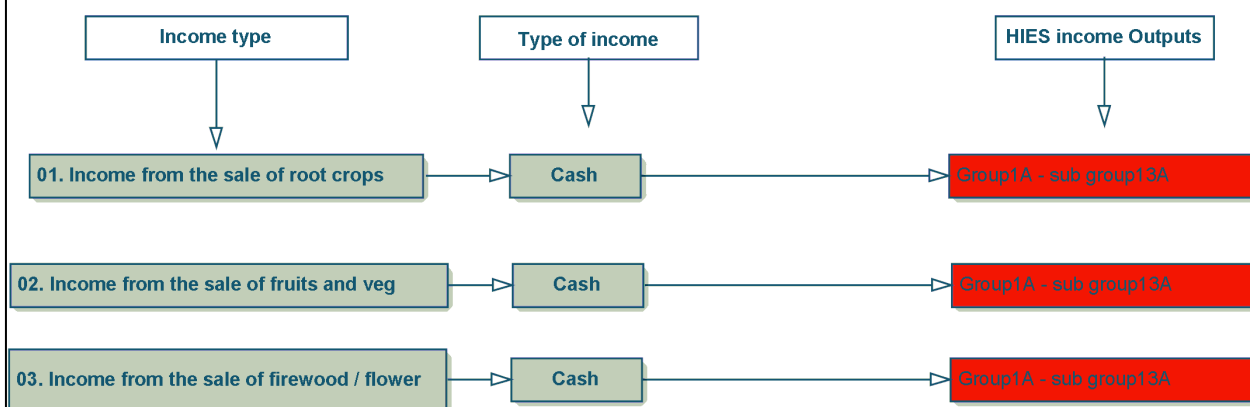 Income type
Type of income
HIES income Outputs
01. Income from the sale of root crops
Cash
Group1A - sub group13A
02. Income from the sale of fruits and veg
Cash
Group1A - sub group13A
03. Income from the sale of firewood / flower
Cash
Group1A - sub group13A